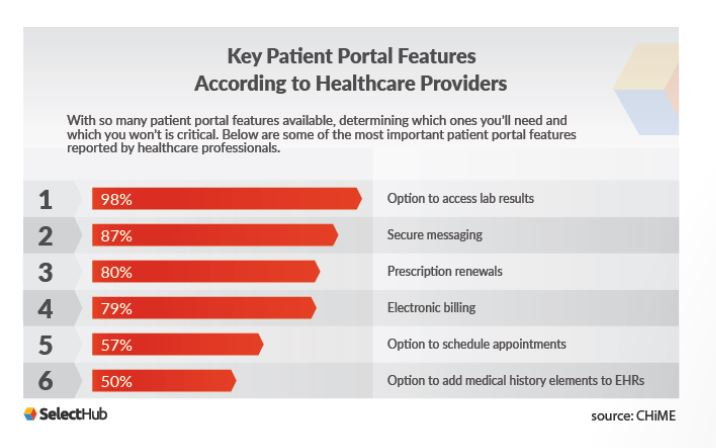 Key Patient Portal Features
According to Healthcare Providers
With so many patient portal features available, determining which ones you'll need and
which you won't is critical. Below are some of the most important patient portal features
reported by healthcare professionals.
1 98% Option to access lab results
2 87% Secure messaging
3 80% Prescription renewals
4 79% Electronic billing
5 57% Option to schedule appointments
6 50% Option to add medical history elements to EHRs
SelectHub source: CHiME